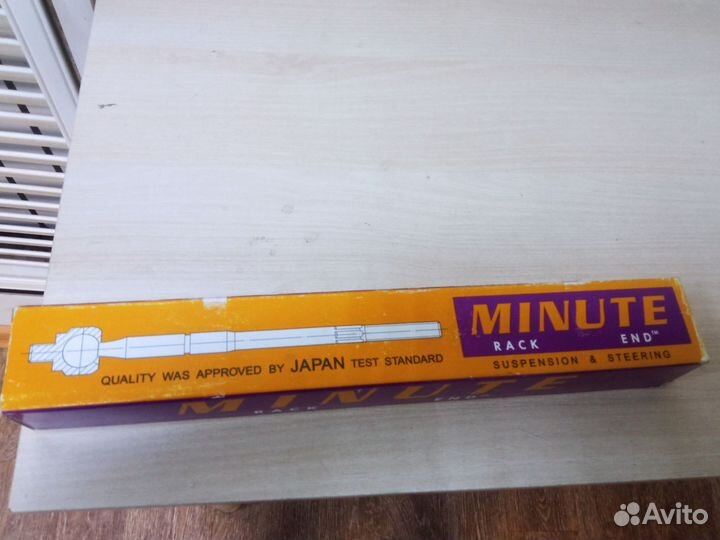 MINUTE
RACK END™
SUSPENSION & STEERING
QUALITY WAS APPROVED BY JAPAN TEST STANDARD
MINUTE
RACK END
Avito